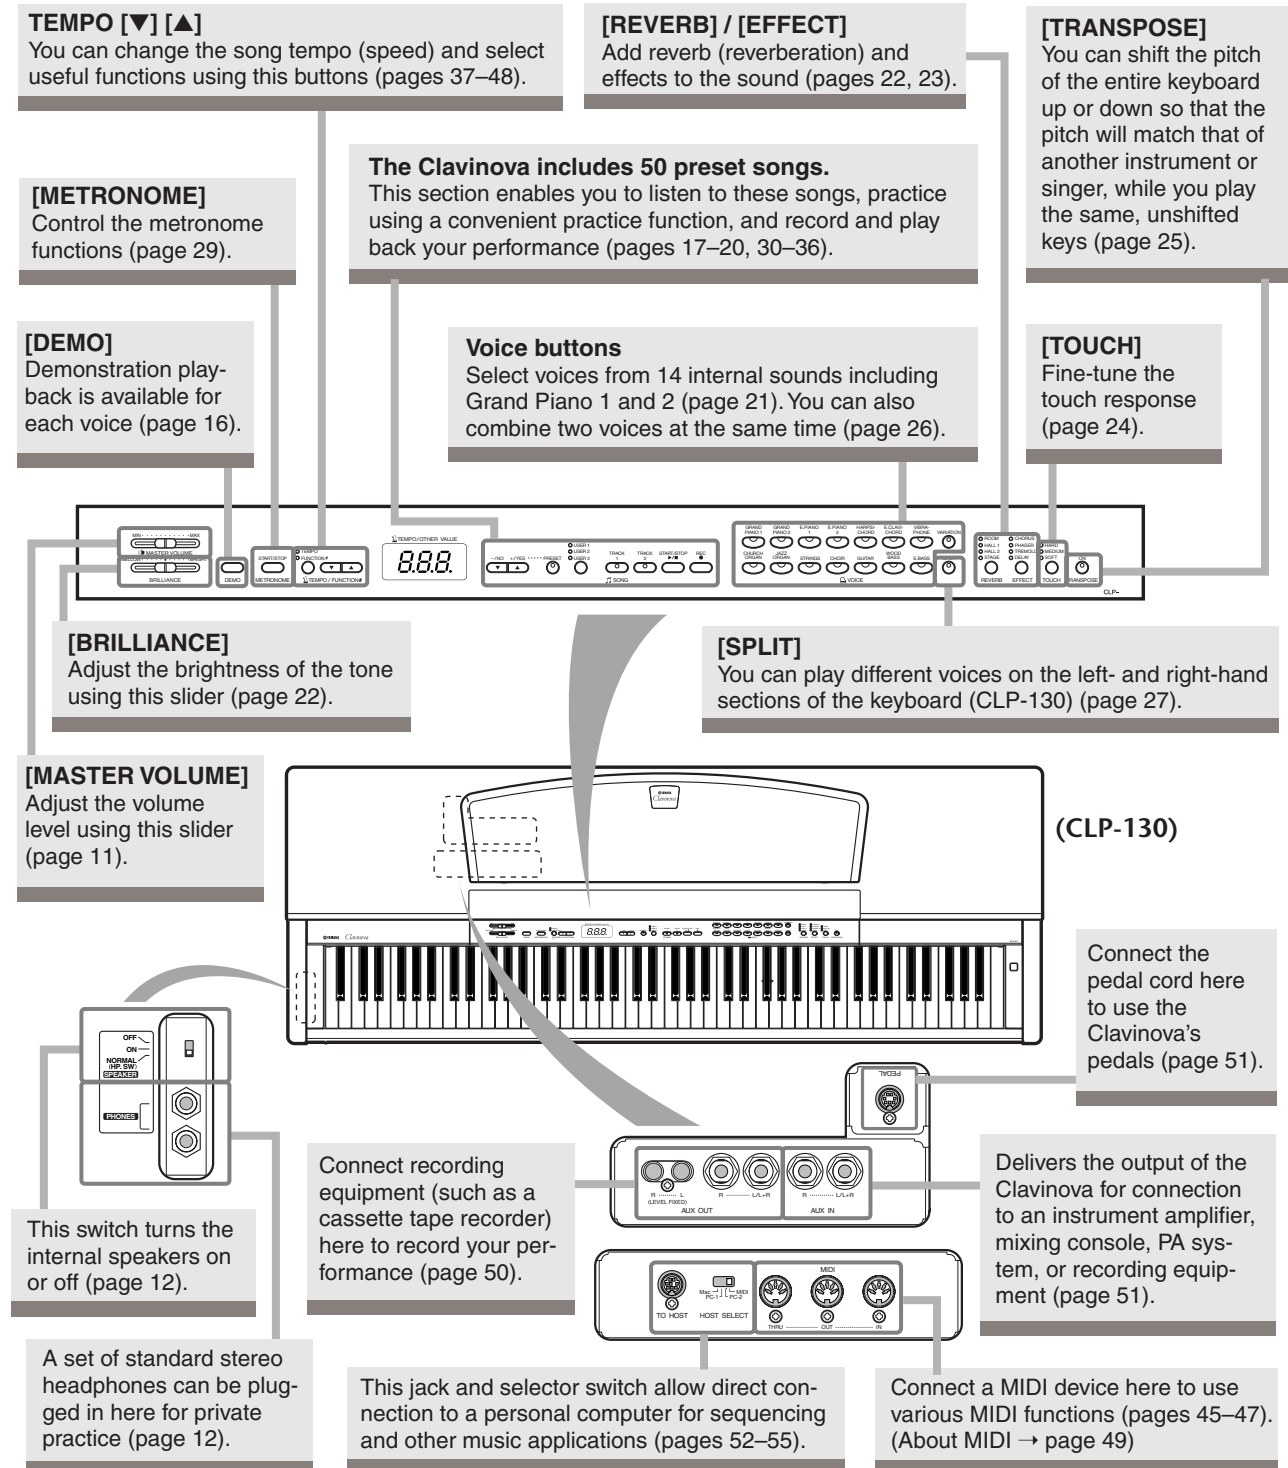 TEMPO [▼] [▲]
You can change the song tempo (speed) and select
useful functions using this buttons (pages 37–48).
[REVERB] / [EFFECT]
Add reverb (reverberation) and
effects to the sound (pages 22, 23).
[TRANSPOSE]
You can shift the pitch
of the entire keyboard
up or down so that the
pitch will match that of
another instrument or
singer, while you play
the same, unshifted
keys (page 25).
[METRONOME]
Control the metronome
functions (page 29).
The Clavinova includes 50 preset songs.
This section enables you to listen to these songs, practice
using a convenient practice function, and record and play
back your performance (pages 17–20, 30–36).
[DEMO]
Demonstration play-
back is available for
each voice (page 16).
Voice buttons
Select voices from 14 internal sounds including
Grand Piano 1 and 2 (page 21). You can also
combine two voices at the same time (page 26).
[TOUCH]
Fine-tune the
touch response
(page 24).
MIN MAX
MASTER VOLUME
BRILLIANCE
DEMO
START/STOP
METRONOME
TEMPO
FUNCTION#
TEMPO / FUNCTION#
TEMPO/OTHER VALUE
8.8.8.
–/NO +/YES PRESET
USER 1
USER 2
USER 3
TRACK 1
TRACK 2
START/STOP
REC
SONG
GRAND PIANO 1
GRAND PIANO 2
E.PIANO 1
E.PIANO 2
HARPSI-CHORD
E.CLAVI-CHORD
VIBRA-PHONE
VARIATION
CHURCH ORGAN
JAZZ ORGAN
STRINGS
CHOIR
GUITAR
WOOD BASS
E.BASS
VOICE
ROOM
HALL 1
HALL 2
STAGE
REVERB
CHORUS
PHASER
TREMOLO
DELAY
EFFECT
HARD
MEDIUM
SOFT
TOUCH
ON
TRANSPOSE
CLP-
[BRILLIANCE]
Adjust the brightness of the tone
using this slider (page 22).
[SPLIT]
You can play different voices on the left- and right-hand
sections of the keyboard (CLP-130) (page 27).
[MASTER VOLUME]
Adjust the volume
level using this slider
(page 11).
YAMAHA
Clavinova
(CLP-130)
YAMAHA Clavinova
8.8.8.
Connect the
pedal cord here
to use the
Clavinova's
pedals (page 51).
OFF
ON
NORMAL
(HP. SW)
SPEAKER
PHONES
PEDAL
R L
(LEVEL FIXED)
R L/L+R
AUX OUT
R L/L+R
AUX IN
Connect recording
equipment (such as a
cassette tape recorder)
here to record your per-
formance (page 50).
Delivers the output of the
Clavinova for connection
to an instrument amplifier,
mixing console, PA sys-
tem, or recording equip-
ment (page 51).
This switch turns the
internal speakers on
or off (page 12).
Mac MIDI
PC-1 PC-2
TO HOST HOST SELECT
MIDI
THRU OUT IN
A set of standard stereo
headphones can be plug-
ged in here for private
practice (page 12).
This jack and selector switch allow direct con-
nection to a personal computer for sequencing
and other music applications (pages 52–55).
Connect a MIDI device here to use
various MIDI functions (pages 45–47).
(About MIDI → page 49)